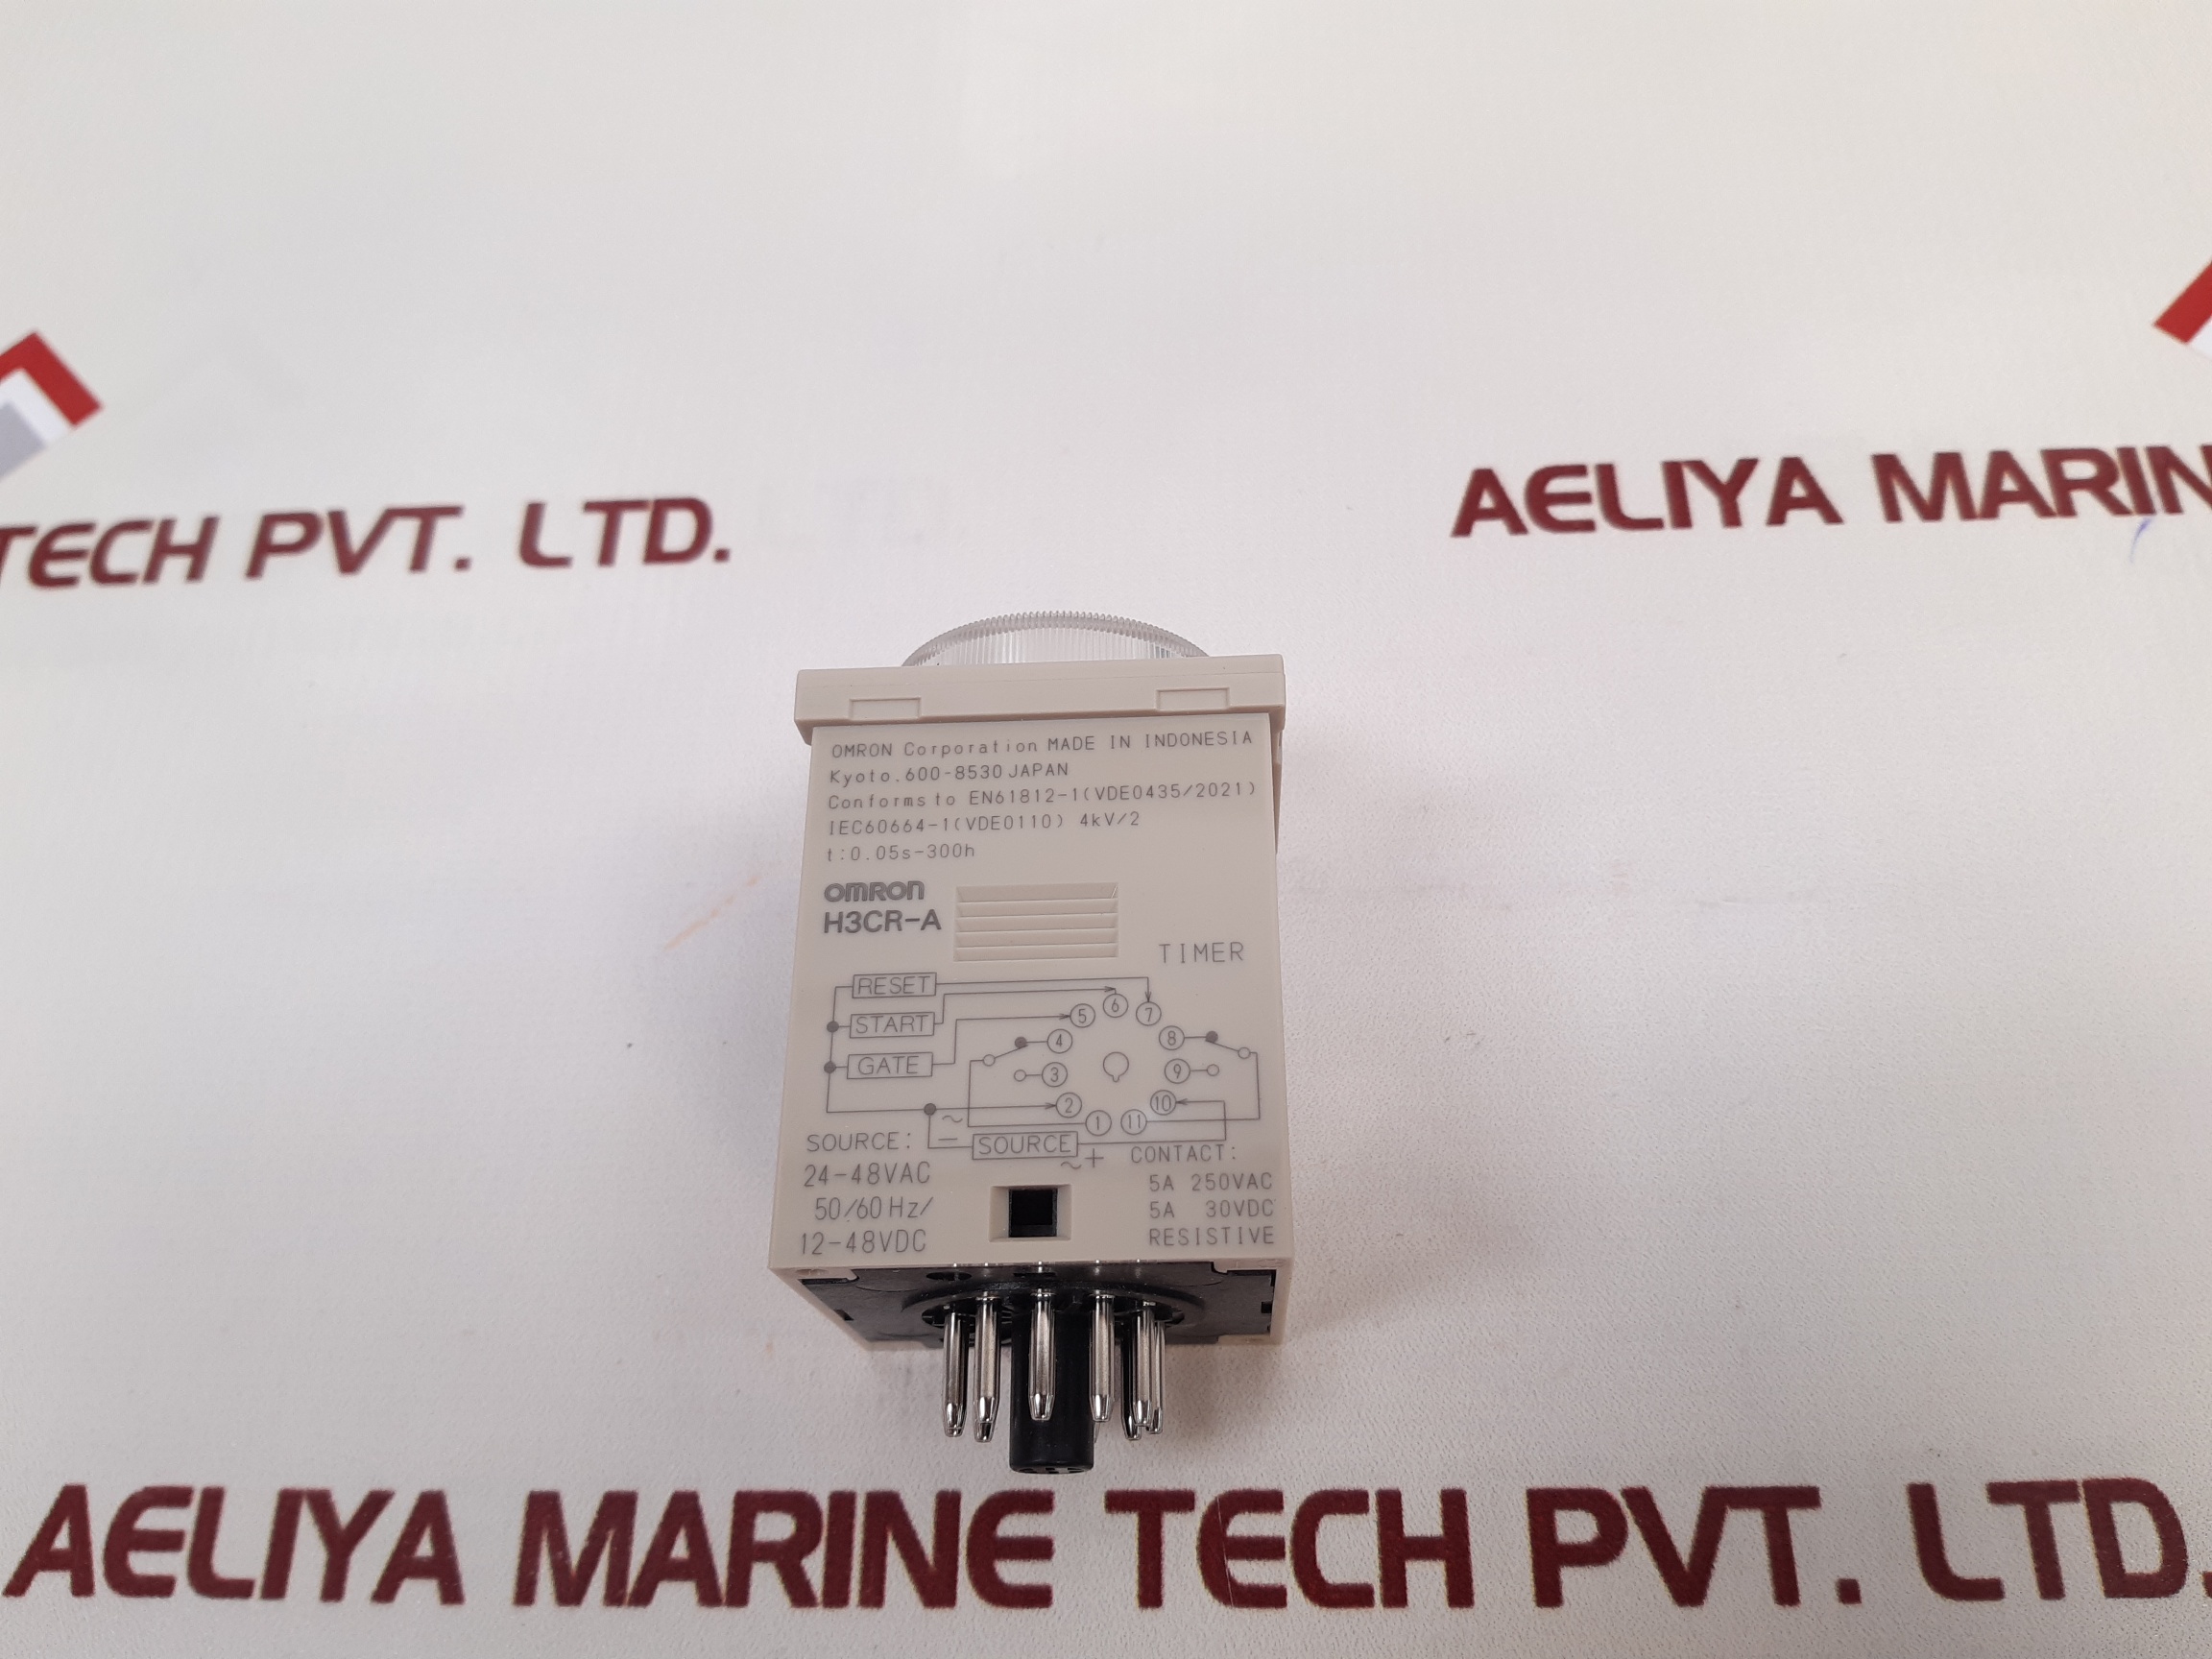 TECH PVT. LTD.
AELIYA MARIN
OMRON Corporation MADE IN INDONESIA
Kyoto.600-8530 JAPAN
Conforms to EN61812-1(VDE0435/2021)
IEC60664-1(VDE0110) 4kV/2
t:0.05s-300h
OMRON
H3CR-A
TIMER
RESET
START
GATE
6
5
7
4
8
3
9
2
10
1
11
~
−
SOURCE
~+
SOURCE:
24-48VAC
50/60Hz/
12-48VDC
CONTACT:
5A 250VAC
5A 30VDC
RESISTIVE
AELIYA MARINE TECH PVT. LTD.